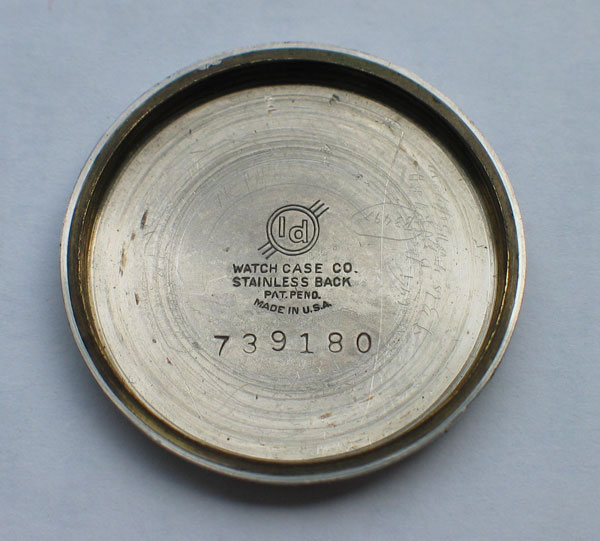 Id
WATCH CASE CO.
STAINLESS BACK
PAT. PEND.
MADE IN U.S.A.
739180